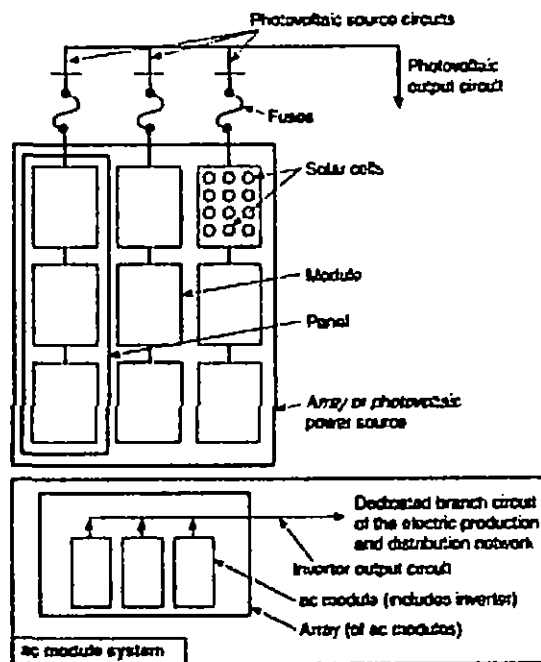 Photovoltaic source circuits
Photovoltaic
output circuit
Fuses
Solar cells
Module
Panel
Array or photovoltaic
power source
Dedicated branch circuit
of the electric production
and distribution network
Inverter output circuit
ac module (includes inverter)
Array (of ac modules)
ac module system